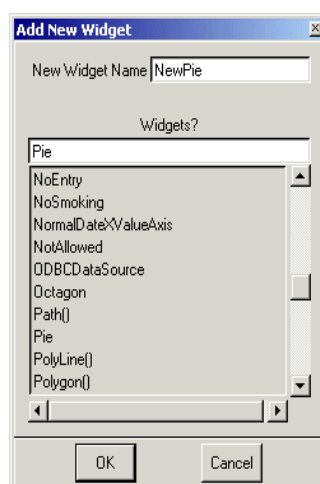 Add New Widget
New Widget Name NewPie
Widgets?
Pie
NoEntry
NoSmoking
NormalDateXValueAxis
NotAllowed
ODBCDataSource
Octagon
Path()
Pie
PolyLine()
Polygon()
OK Cancel